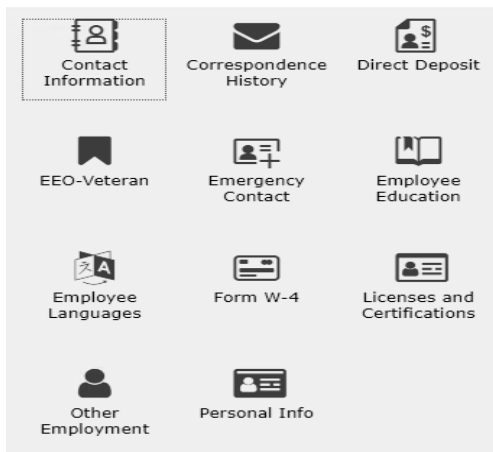 Contact
Information
Correspondence
History
Direct Deposit
EEO-Veteran
Emergency
Contact
Employee
Education
Employee
Languages
Form W-4
Licenses and
Certifications
Other
Employment
Personal Info